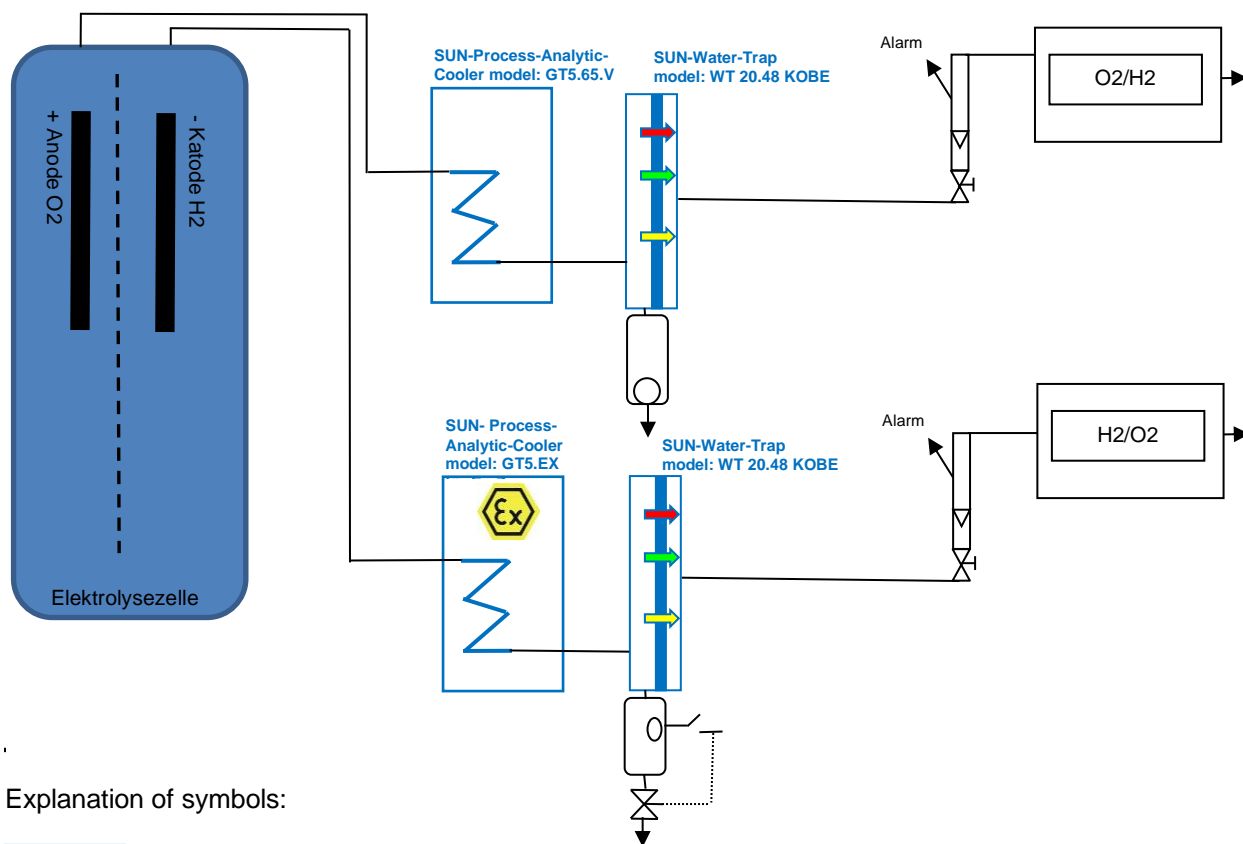 SUN-Process-Analytic-
Cooler model: GT5.65.V
SUN-Water-Trap
model: WT 20.48 KOBE
Alarm
O2/H2
+ Anode O2
- Katode H2
SUN- Process-
Analytic-Cooler
model: GT5.EX
Ex
SUN-Water-Trap
model: WT 20.48 KOBE
Alarm
H2/O2
Elektrolysezelle
Explanation of symbols: